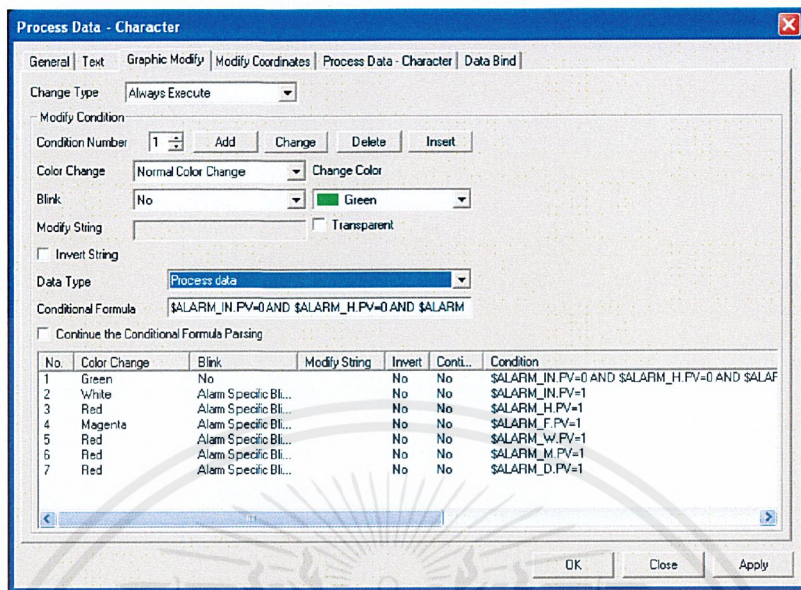 Process Data - Character
General Text Graphic Modify Modify Coordinates Process Data - Character Data Bind
Change Type Always Execute
Modify Condition
Condition Number 1 Add Change Delete Insert
Color Change Normal Color Change Change Color
Blink No Green
Modify String Transparent
Invert String
Data Type Process data
Conditional Formula $ALARM_IN.PV=0 AND $ALARM_H.PV=0 AND $ALARM
Continue the Conditional Formula Parsing
No. Color Change Blink Modify String Invert Conti... Condition
1 Green No No No $ALARM_IN.PV=0 AND $ALARM_H.PV=0 AND $ALAR
2 White Alarm Specific Bli... No No $ALARM_IN.PV=1
3 Red Alarm Specific Bli... No No $ALARM_H.PV=1
4 Magenta Alarm Specific Bli... No No $ALARM_F.PV=1
5 Red Alarm Specific Bli... No No $ALARM_W.PV=1
6 Red Alarm Specific Bli... No No $ALARM_M.PV=1
7 Red Alarm Specific Bli... No No $ALARM_D.PV=1
OK Close Apply